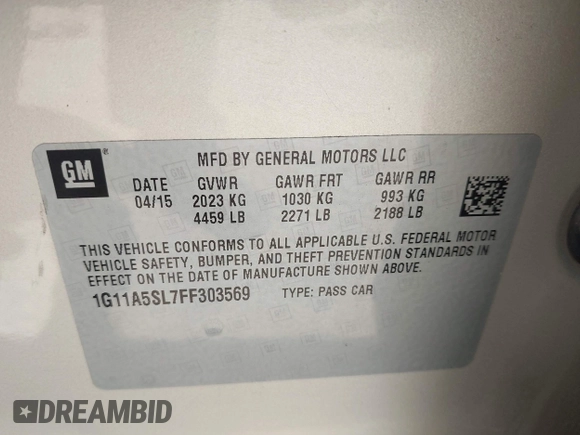 GM
MFD BY GENERAL MOTORS LLC
DATE GVWR GAWR FRT GAWR RR
04/15 2023 KG 1030 KG 993 KG
4459 LB 2271 LB 2188 LB
THIS VEHICLE CONFORMS TO ALL APPLICABLE U.S. FEDERAL MOTOR
VEHICLE SAFETY, BUMPER, AND THEFT PREVENTION STANDARDS IN
EFFECT ON THE DATE OF MANUFACTURE SHOWN ABOVE.
1G11A5SL7FF303569 TYPE: PASS CAR
DREAMBID